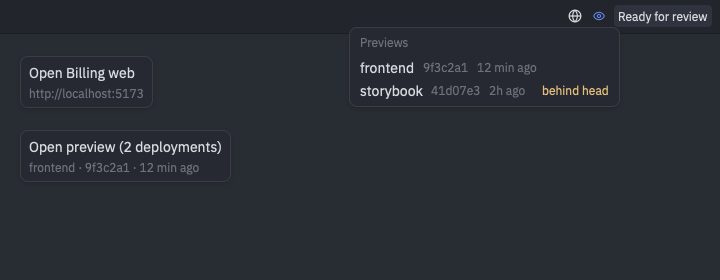 Ready for review
Previews
frontend 9f3c2a1 12 min ago
storybook 41d07e3 2h ago behind head
Open Billing web
http://localhost:5173
Open preview (2 deployments)
frontend · 9f3c2a1 · 12 min ago